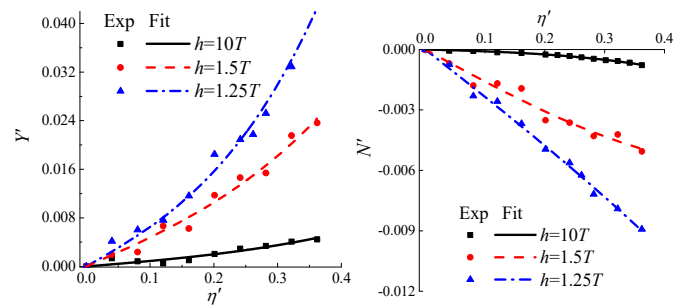 Exp Fit
h=10T
h=1.5T
h=1.25T
0.040
0.032
0.024
0.016
0.008
0.000
Y′
0.0 0.1 0.2 0.3 0.4
η′
η′
0.0 0.1 0.2 0.3 0.4
0.000
-0.003
-0.006
-0.009
-0.012
N′
Exp Fit
h=10T
h=1.5T
h=1.25T